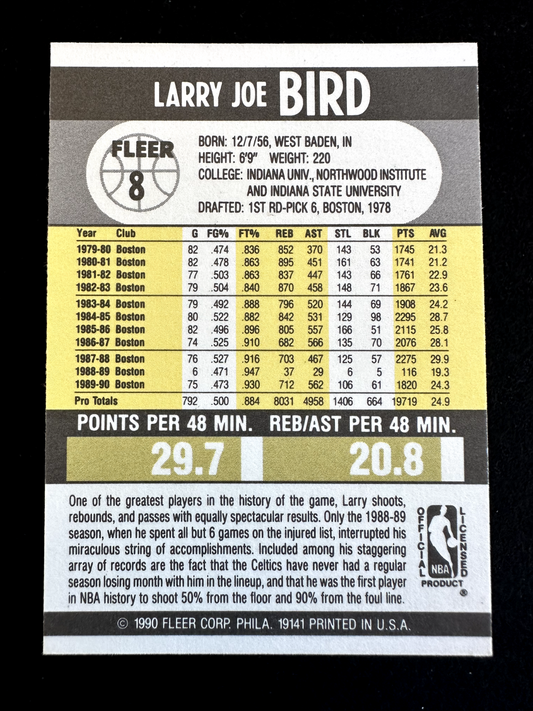 LARRY JOE BIRD
FLEER
8
BORN: 12/7/56, WEST BADEN, IN
HEIGHT: 6'9" WEIGHT: 220
COLLEGE: INDIANA UNIV., NORTHWOOD INSTITUTE
AND INDIANA STATE UNIVERSITY
DRAFTED: 1ST RD-PICK 6, BOSTON, 1978
Year Club G FG% FT% REB AST STL BLK PTS AVG
1979-80 Boston 82 .474 .836 852 370 143 53 1745 21.3
1980-81 Boston 82 .478 .863 895 451 161 63 1741 21.2
1981-82 Boston 77 .503 .863 837 447 143 66 1761 22.9
1982-83 Boston 79 .504 .840 870 458 148 71 1867 23.6
1983-84 Boston 79 .492 .888 796 520 144 69 1908 24.2
1984-85 Boston 80 .522 .882 842 531 129 98 2295 28.7
1985-86 Boston 82 .496 .896 805 557 166 51 2115 25.8
1986-87 Boston 74 .525 .910 682 566 135 70 2076 28.1
1987-88 Boston 76 .527 .916 703 .467 125 57 2275 29.9
1988-89 Boston 6 .471 .947 37 29 6 5 116 19.3
1989-90 Boston 75 .473 .930 712 562 106 61 1820 24.3
Pro Totals 792 .500 .884 8031 4958 1406 664 19719 24.9
POINTS PER 48 MIN. REB/AST PER 48 MIN.
29.7 20.8
One of the greatest players in the history of the game, Larry shoots,
rebounds, and passes with equally spectacular results. Only the 1988-89
season, when he spent all but 6 games on the injured list, interrupted his
miraculous string of accomplishments. Included among his staggering
array of records are the fact that the Celtics have never had a regular
season losing month with him in the lineup, and that he was the first player
in NBA history to shoot 50% from the floor and 90% from the foul line.
OFFICIAL LICENSED
NBA
PRODUCT ®
© 1990 FLEER CORP. PHILA. 19141 PRINTED IN U.S.A.